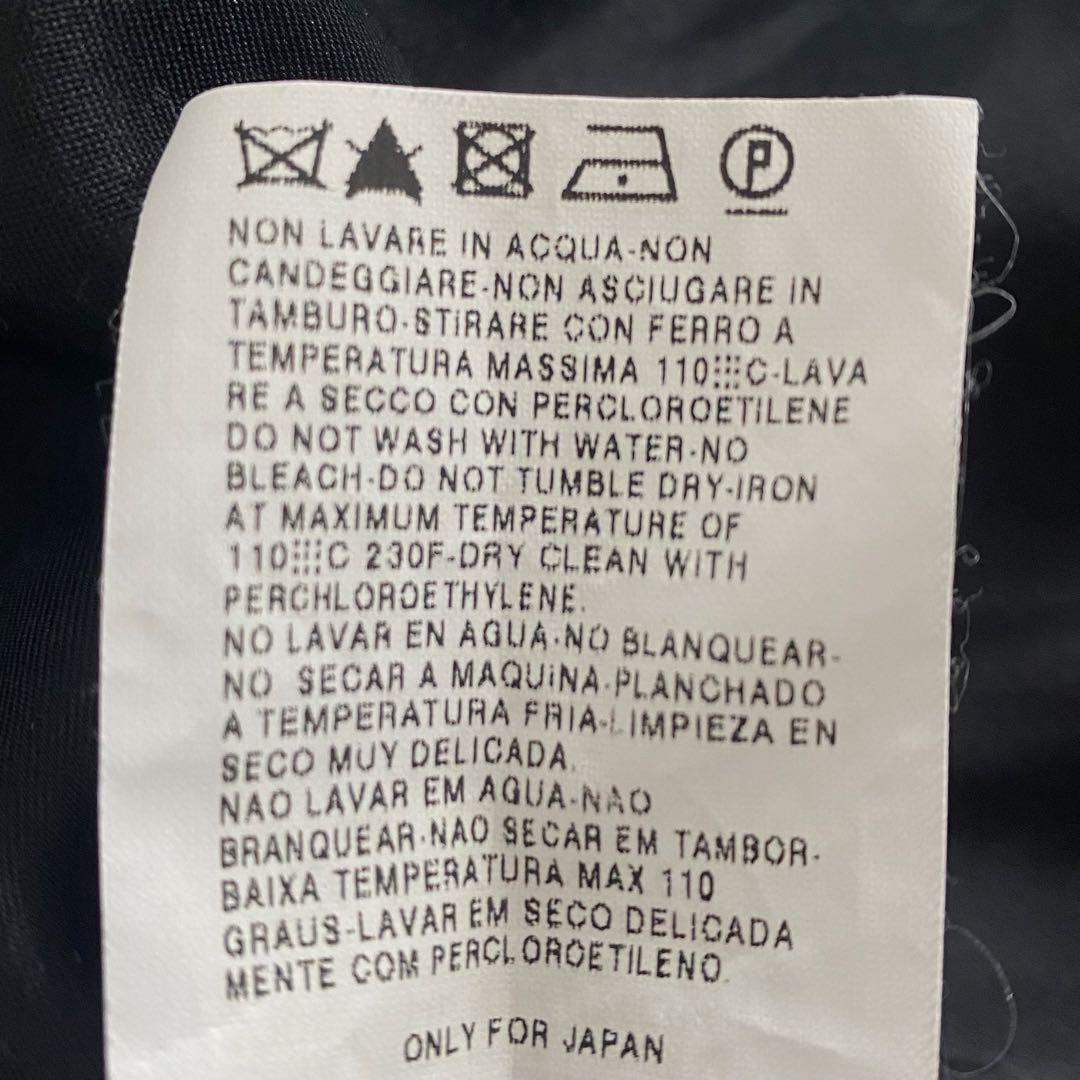 P
NON LAVARE IN ACQUA-NON
CANDEGGIARE-NON ASCIUGARE IN
TAMBURO-STIRARE CON FERRO A
TEMPERATURA MASSIMA 110░C-LAVA
RE A SECCO CON PERCLOROETILENE
DO NOT WASH WITH WATER-NO
BLEACH-DO NOT TUMBLE DRY-IRON
AT MAXIMUM TEMPERATURE OF
110░C 230F-DRY CLEAN WITH
PERCHLOROETHYLENE.
NO LAVAR EN AGUA-NO BLANQUEAR-
NO SECAR A MAQUINA-PLANCHADO
A TEMPERATURA FRIA-LIMPIEZA EN
SECO MUY DELICADA.
NAO LAVAR EM AGUA-NAO
BRANQUEAR-NAO SECAR EM TAMBOR-
BAIXA TEMPERATURA MAX 110
GRAUS-LAVAR EM SECO DELICADA
MENTE COM PERCLOROETILENO.
ONLY FOR JAPAN